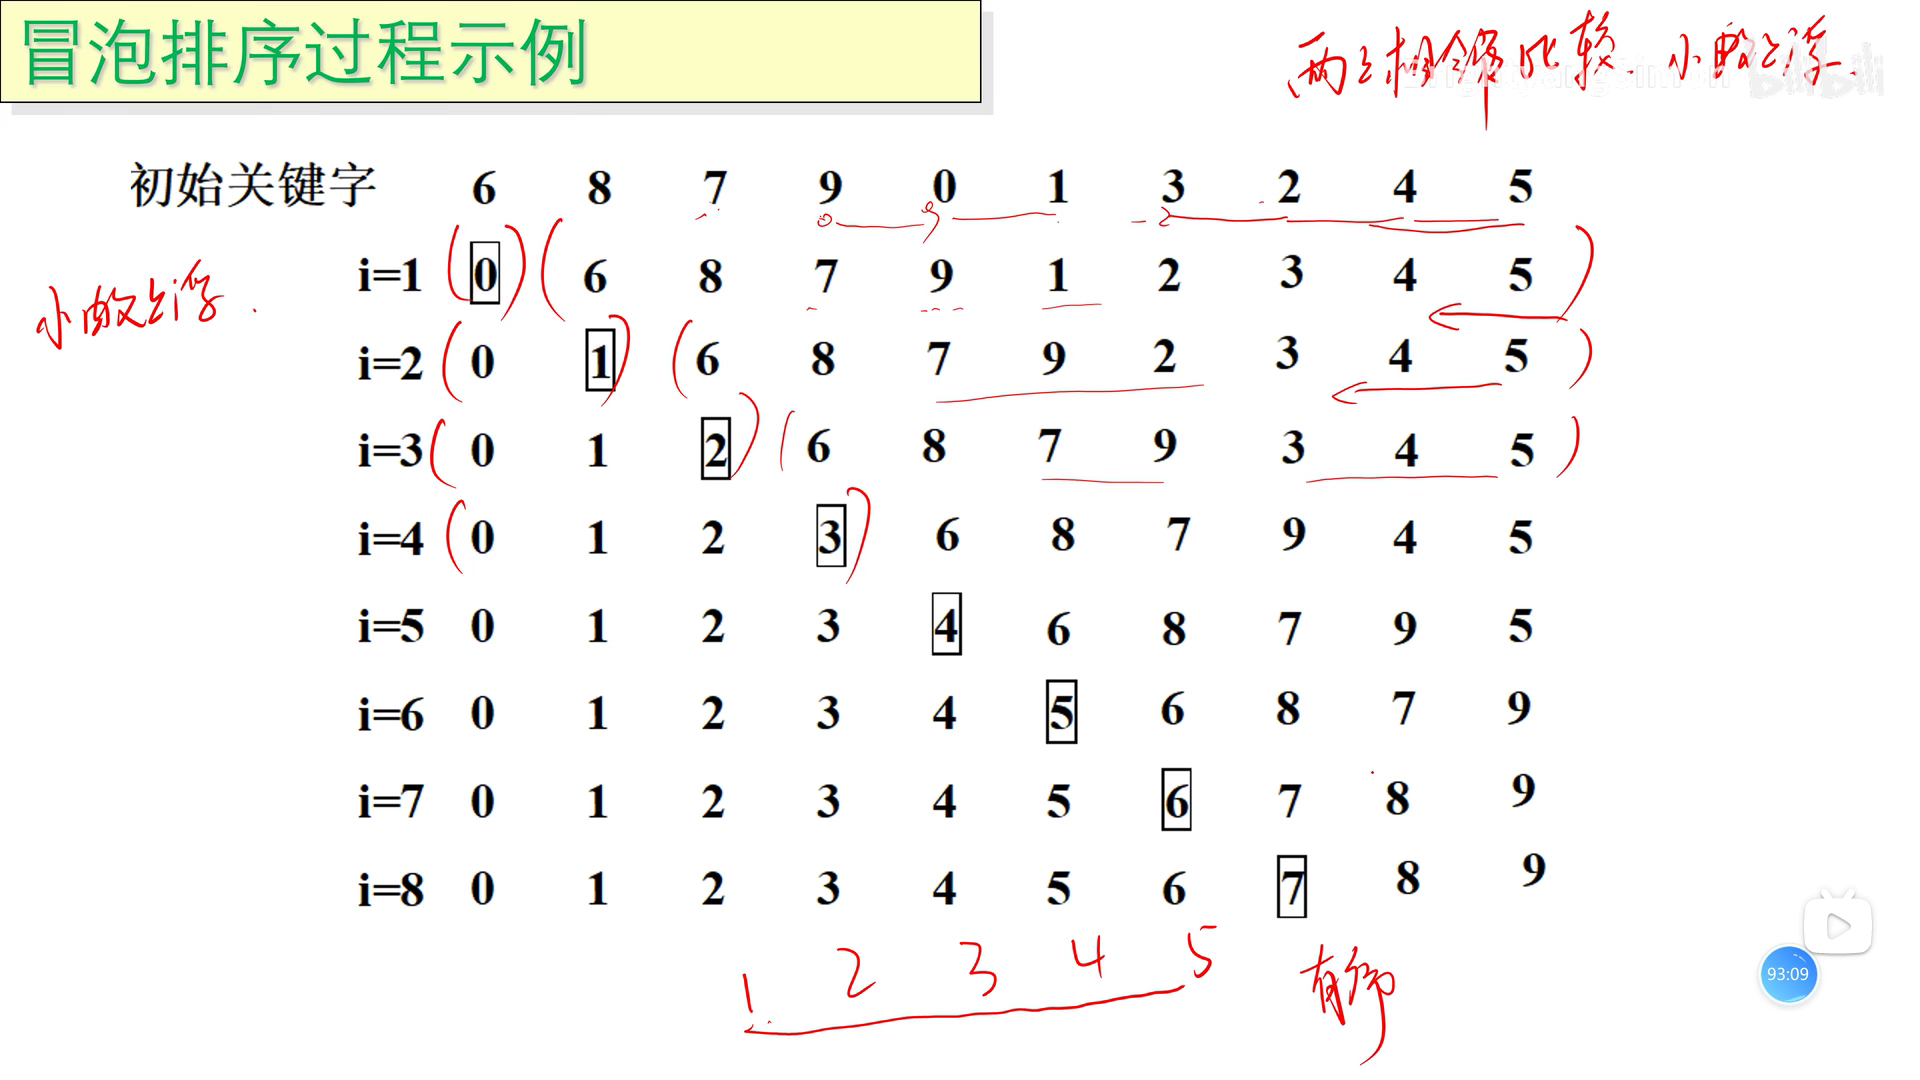 冒泡排序过程示例
两两相邻比较.小的上浮.
bilibili
初始关键字 6 8 7 9 0 1 3 2 4 5
i=1 0 6 8 7 9 1 2 3 4 5
小的上浮.
i=2 0 1 6 8 7 9 2 3 4 5
i=3 0 1 2 6 8 7 9 3 4 5
i=4 0 1 2 3 6 8 7 9 4 5
i=5 0 1 2 3 4 6 8 7 9 5
i=6 0 1 2 3 4 5 6 8 7 9
i=7 0 1 2 3 4 5 6 7 8 9
i=8 0 1 2 3 4 5 6 7 8 9
1 2 3 4 5 有序
93:09